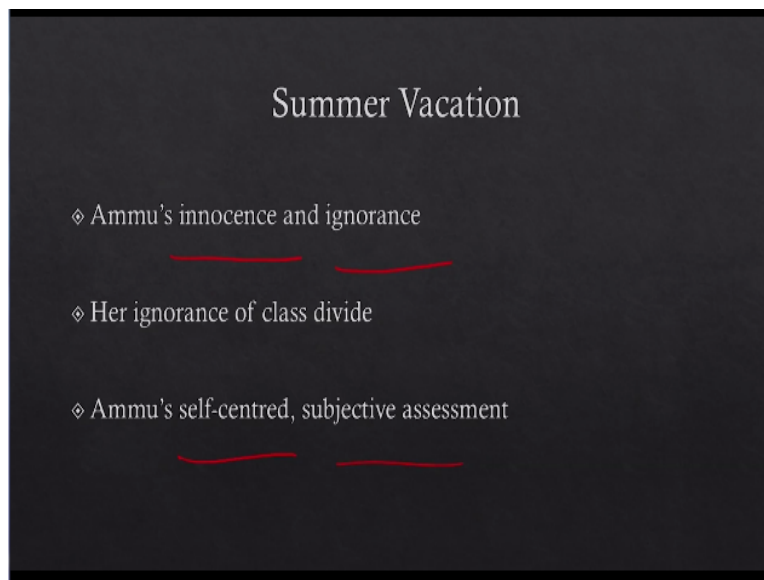 Summer Vacation
Ammu's innocence and ignorance
Her ignorance of class divide
Ammu's self-centred, subjective assessment